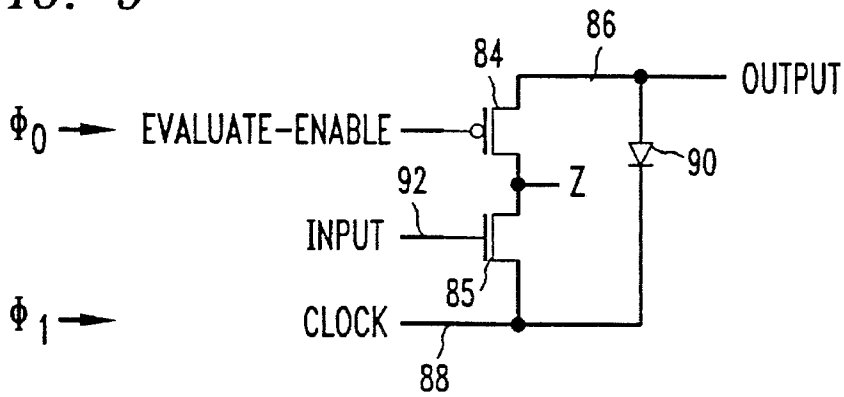 86
84
OUTPUT
Φ0
EVALUATE-ENABLE
90
92
Z
INPUT
85
Φ1
CLOCK
88